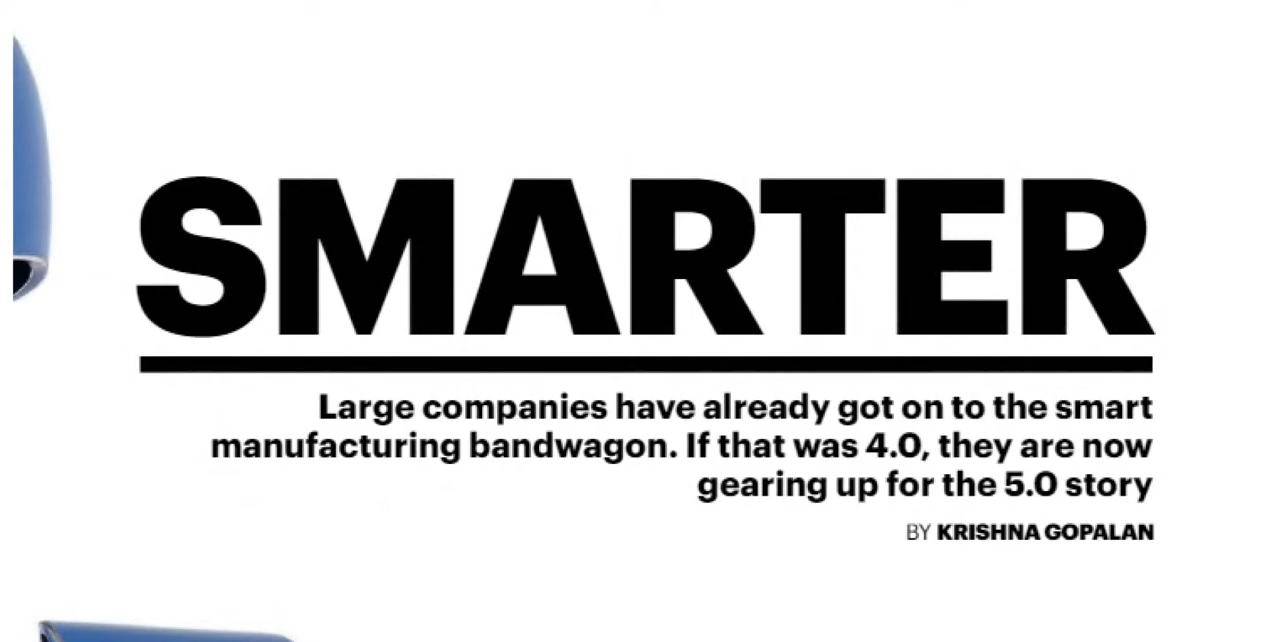 SMARTER
Large companies have already got on to the smart
manufacturing bandwagon. If that was 4.0, they are now
gearing up for the 5.0 story
BY KRISHNA GOPALAN